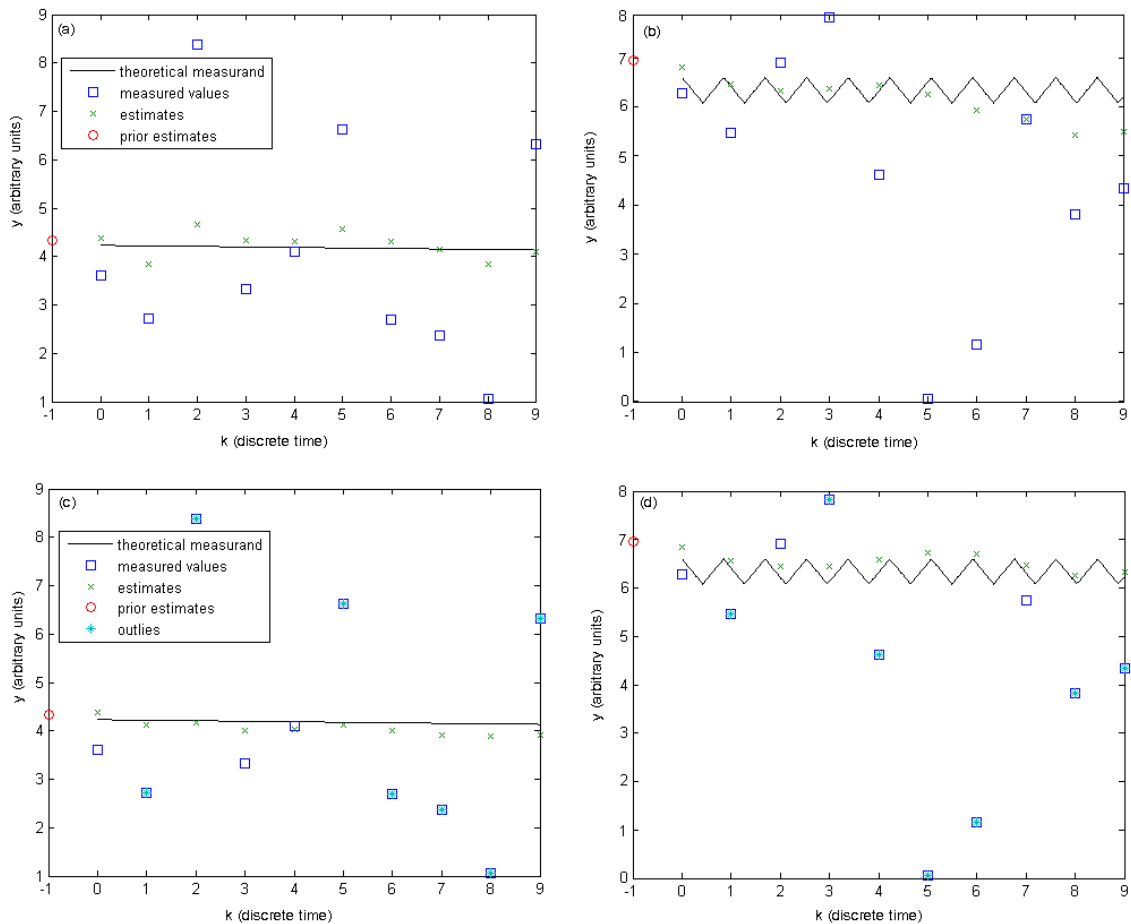 (a)
theoretical measurand
measured values
estimates
prior estimates
y (arbitrary units)
9
8
7
6
5
4
3
2
1
-1 0 1 2 3 4 5 6 7 8 9
k (discrete time)
(b)
y (arbitrary units)
8
7
6
5
4
3
2
1
0
-1 0 1 2 3 4 5 6 7 8 9
k (discrete time)
(c)
theoretical measurand
measured values
estimates
prior estimates
outlies
y (arbitrary units)
9
8
7
6
5
4
3
2
1
-1 0 1 2 3 4 5 6 7 8 9
k (discrete time)
(d)
y (arbitrary units)
8
7
6
5
4
3
2
1
0
-1 0 1 2 3 4 5 6 7 8 9
k (discrete time)